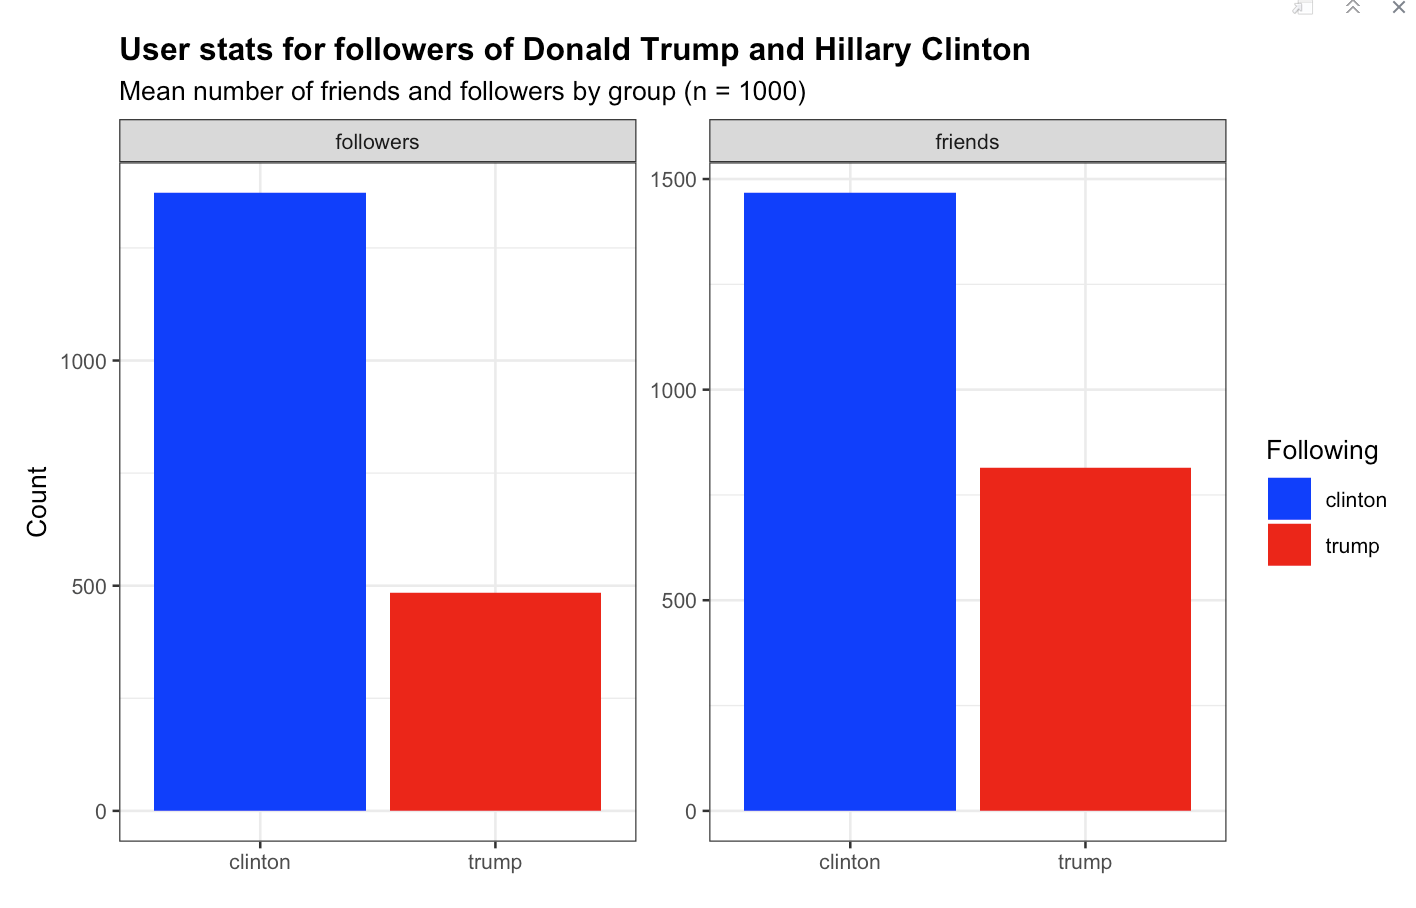 User stats for followers of Donald Trump and Hillary Clinton
Mean number of friends and followers by group (n = 1000)
followers
friends
Count
1000
500
0
1500
1000
500
0
clinton
trump
clinton
trump
Following
clinton
trump